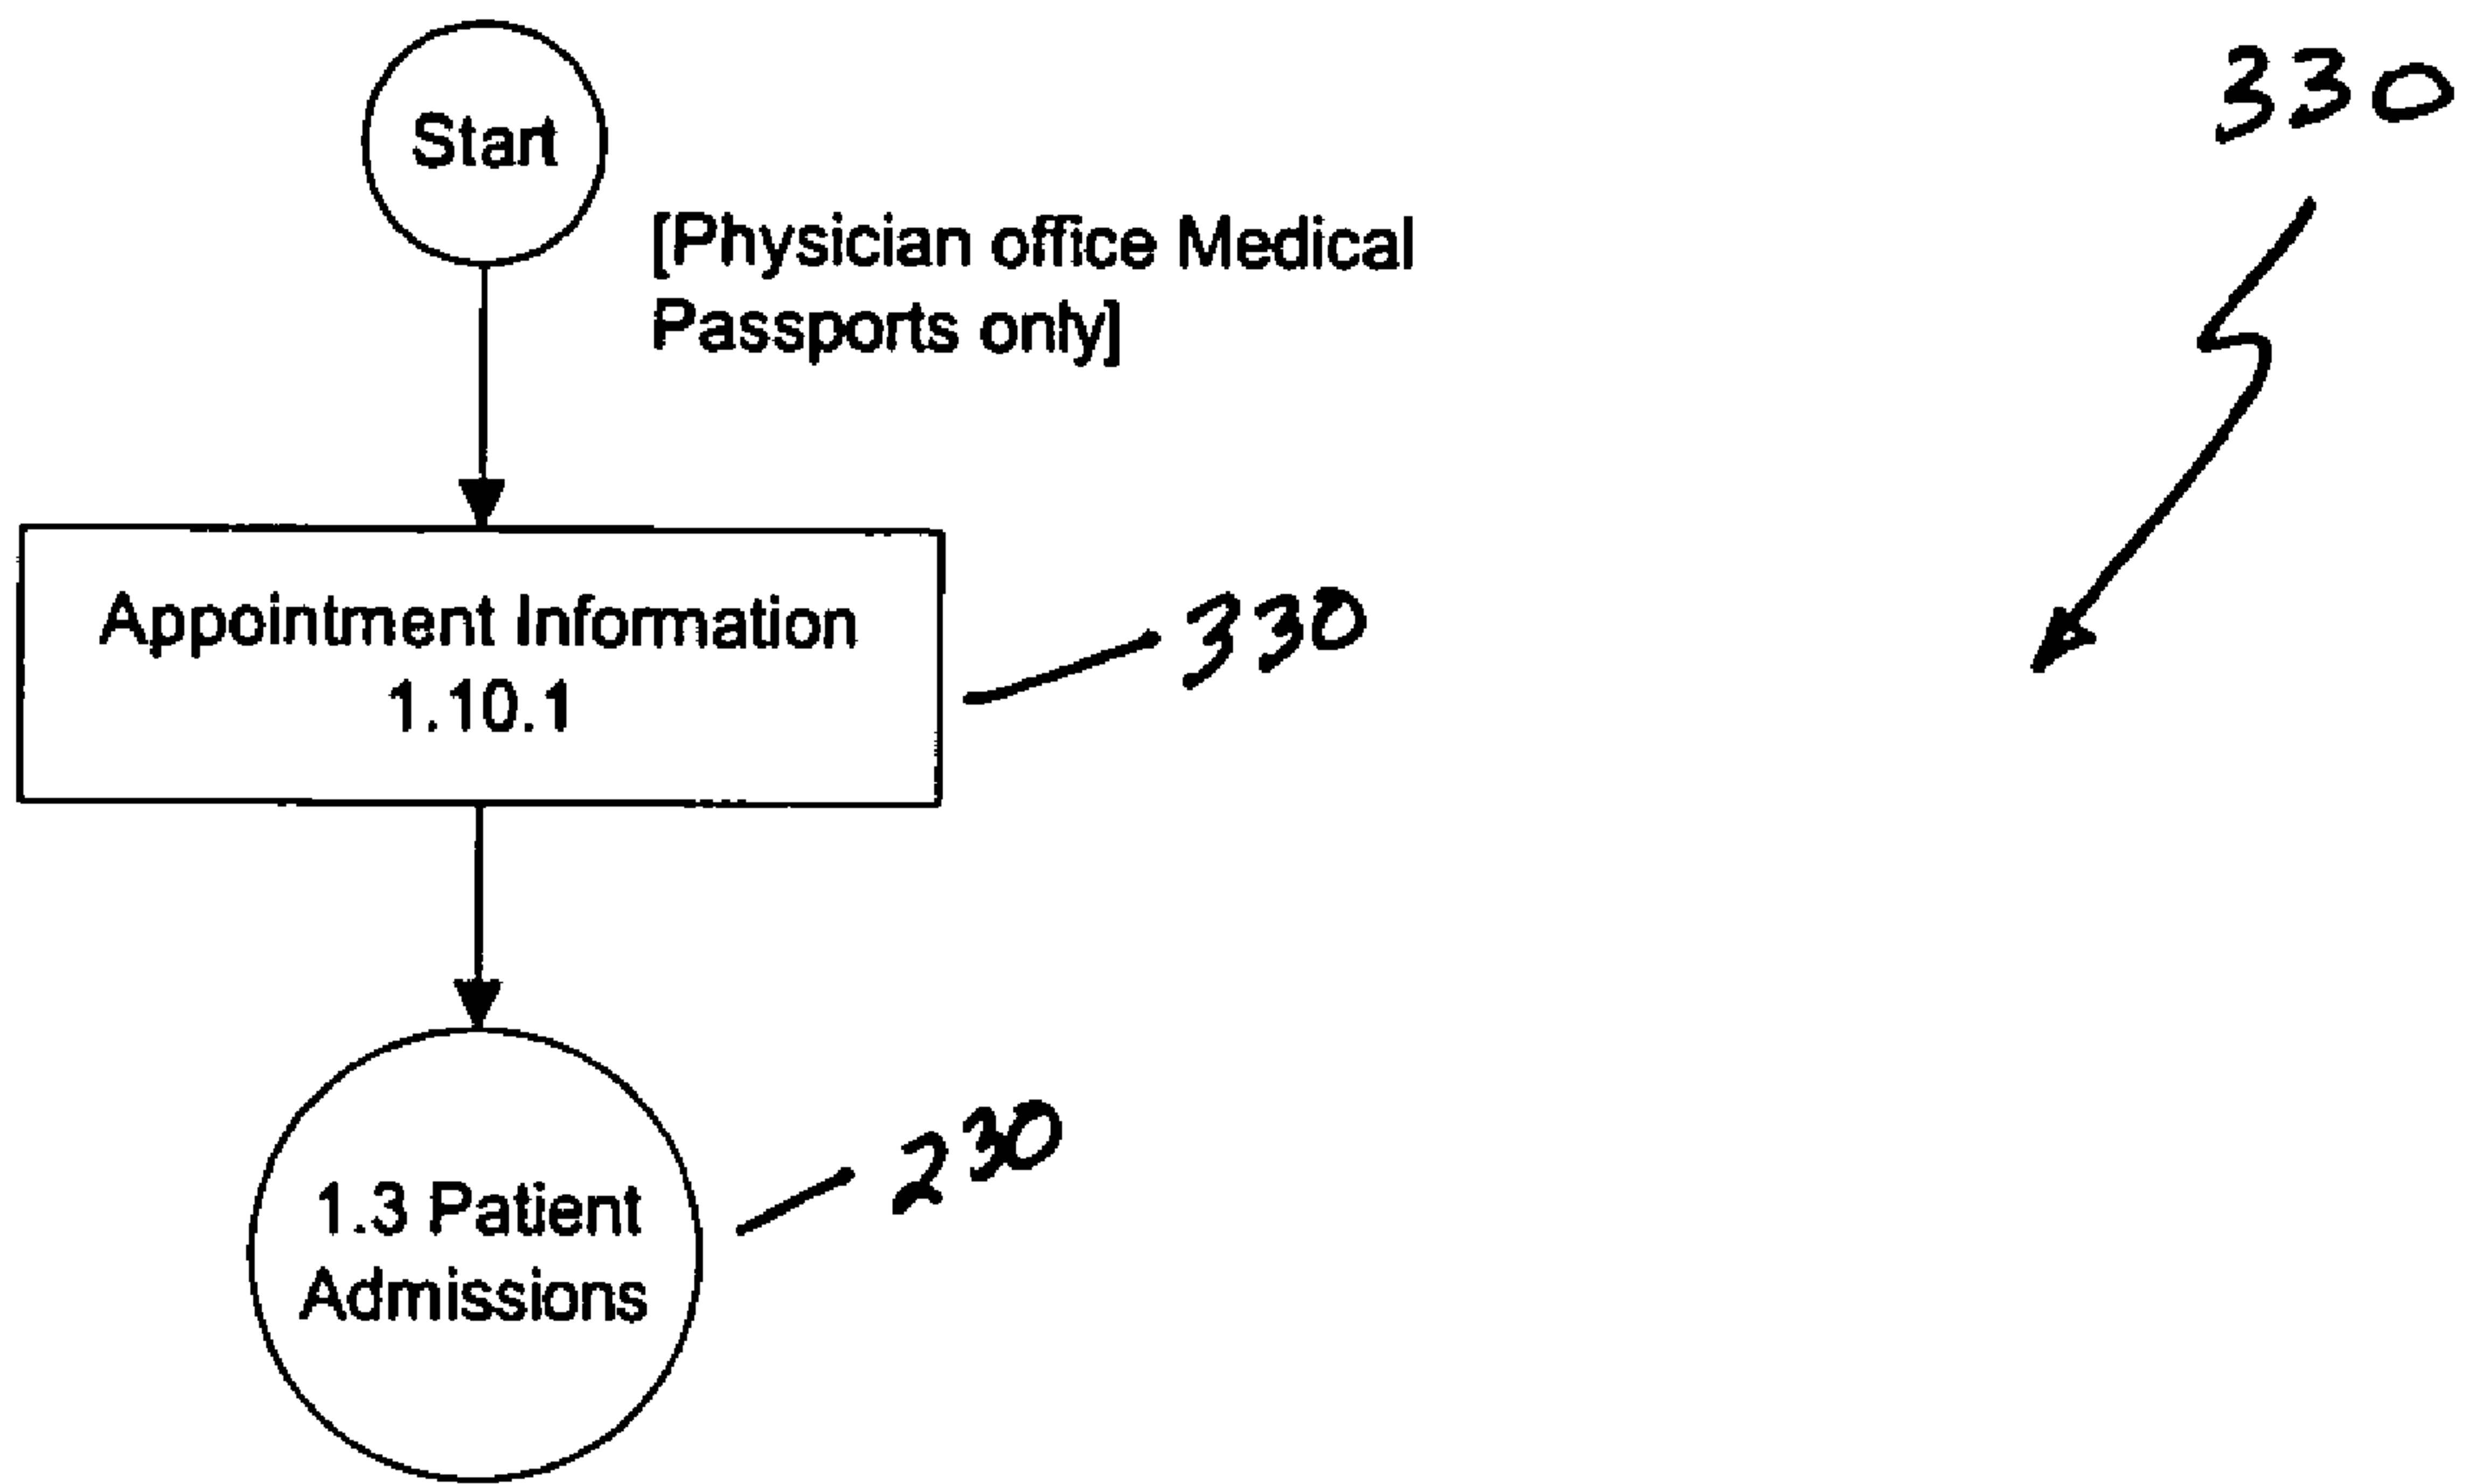 Start
330
[Physician office Medical
Passports only]
Appointment Information
1.10.1
330
1.3 Patient
Admissions
230